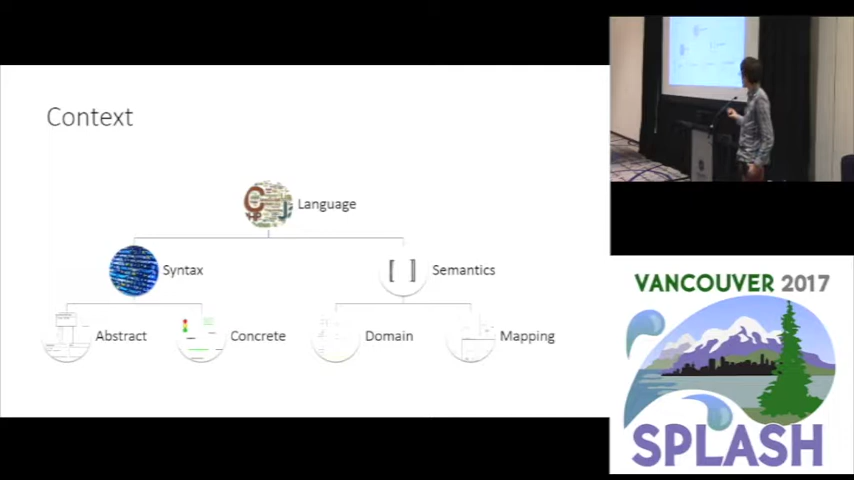 Context
Language
Syntax
Semantics
Abstract
Concrete
Domain
Mapping
VANCOUVER 2017
SPLASH